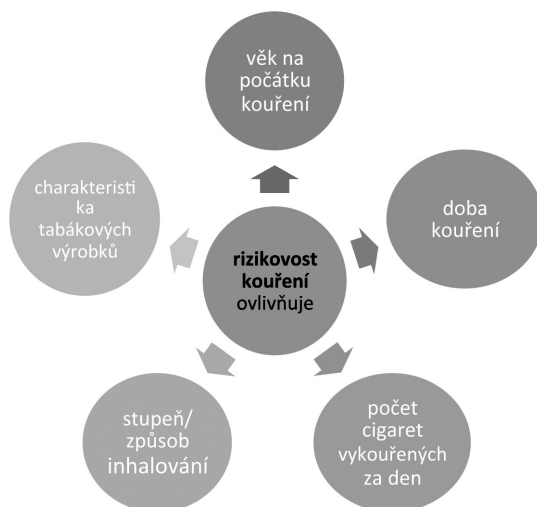 věk na
počátku
kouření
doba
kouření
počet
cigaret
vykouřených
za den
stupeň/
způsob
inhalování
charakteristi
ka
tabákových
výrobků
rizikovost
kouření
ovlivňuje